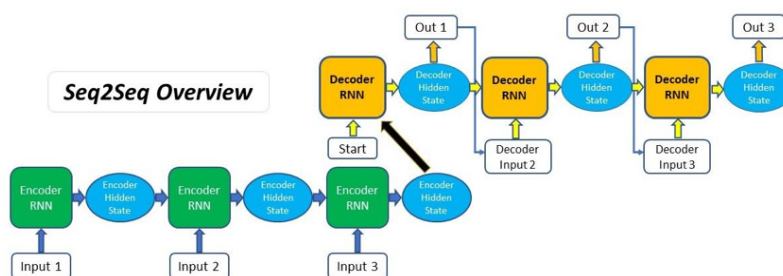 Seq2Seq Overview
Out 1
Out 2
Out 3
Decoder
RNN
Decoder
Hidden
State
Decoder
RNN
Decoder
Hidden
State
Decoder
RNN
Decoder
Hidden
State
Start
Decoder
Input 2
Decoder
Input 3
Encoder
RNN
Encoder
Hidden
State
Encoder
RNN
Encoder
Hidden
State
Encoder
RNN
Encoder
Hidden
State
Input 1
Input 2
Input 3